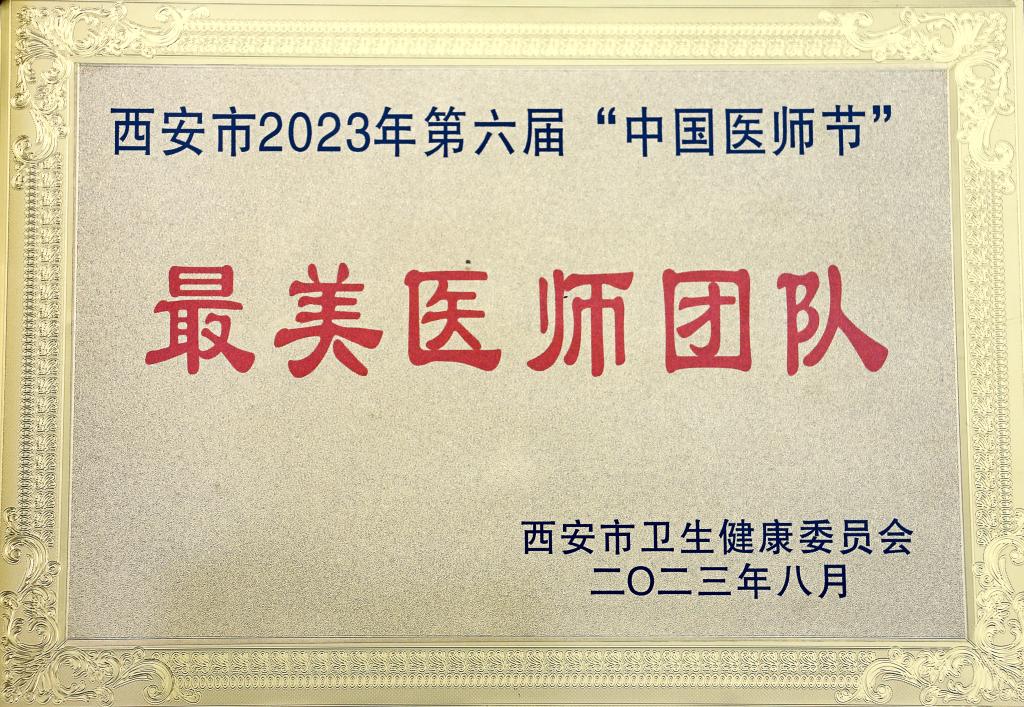 西安市2023年第六届“中国医师节”
最美医师团队
西安市卫生健康委员会
二〇二三年八月